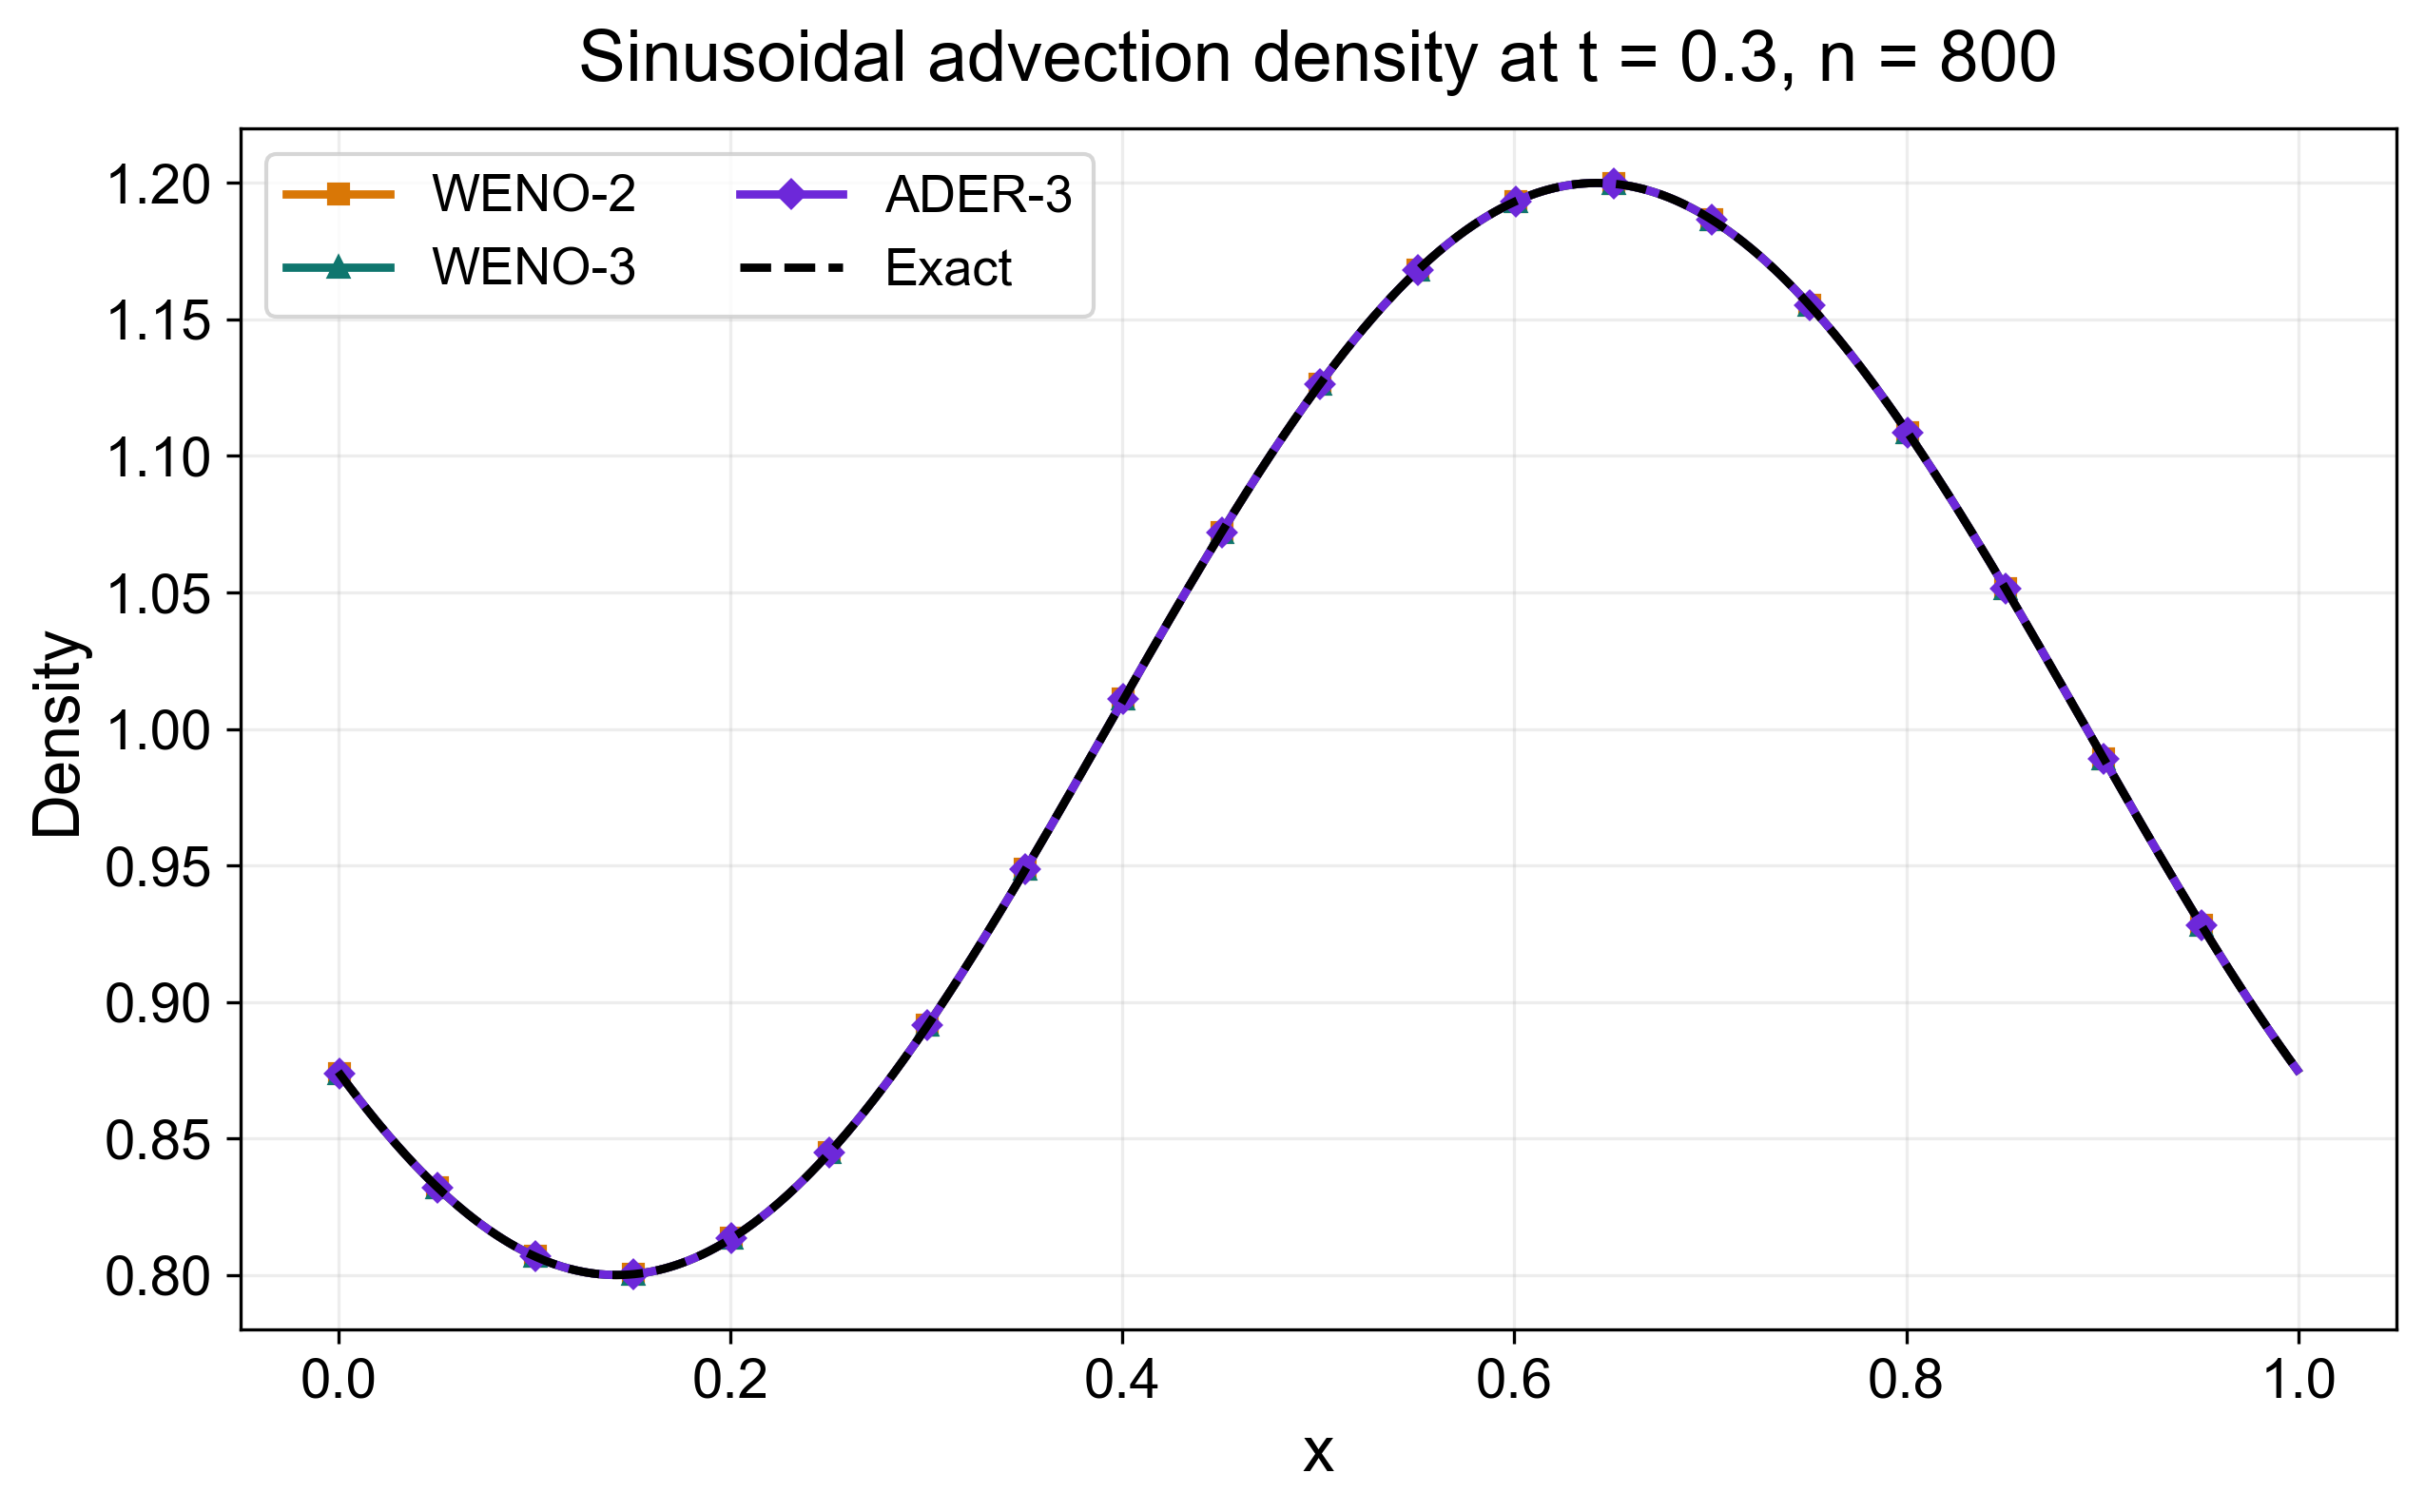 Sinusoidal advection density at t = 0.3, n = 800
WENO-2
WENO-3
ADER-3
Exact
Density
1.20
1.15
1.10
1.05
1.00
0.95
0.90
0.85
0.80
0.0 0.2 0.4 0.6 0.8 1.0
x